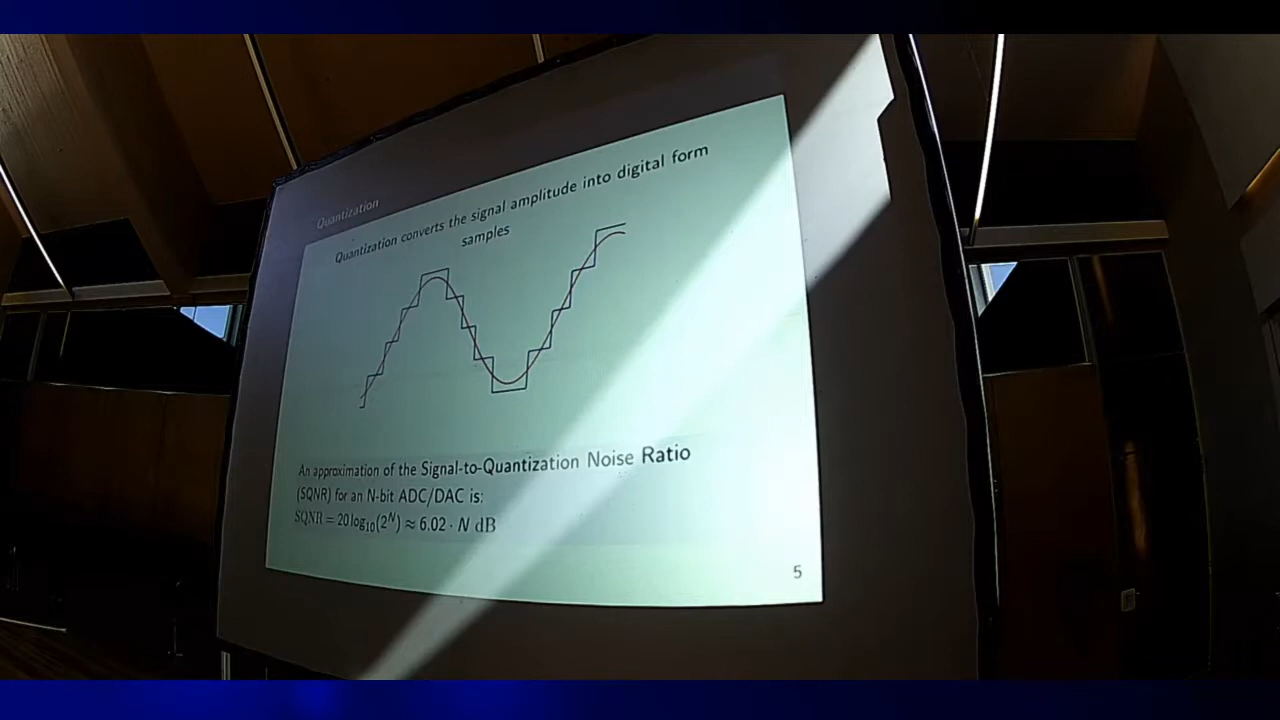 Quantization
Quantization converts the signal amplitude into digital form
samples
An approximation of the Signal-to-Quantization Noise Ratio
(SQNR) for an N-bit ADC/DAC is:
SQNR = 20 log₁₀(2ᴺ) ≈ 6.02 · N dB
5